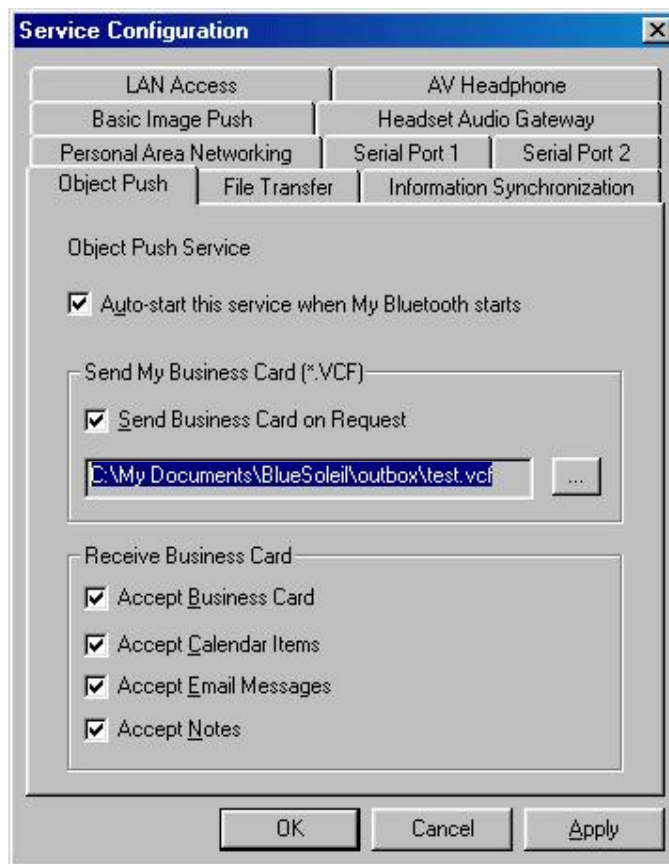 Service Configuration
LAN Access AV Headphone
Basic Image Push Headset Audio Gateway
Personal Area Networking Serial Port 1 Serial Port 2
Object Push File Transfer Information Synchronization
Object Push Service
Auto-start this service when My Bluetooth starts
Send My Business Card (*.VCF)
Send Business Card on Request
C:\My Documents\BlueSoleil\outbox\test.vcf ...
Receive Business Card
Accept Business Card
Accept Calendar Items
Accept Email Messages
Accept Notes
OK Cancel Apply